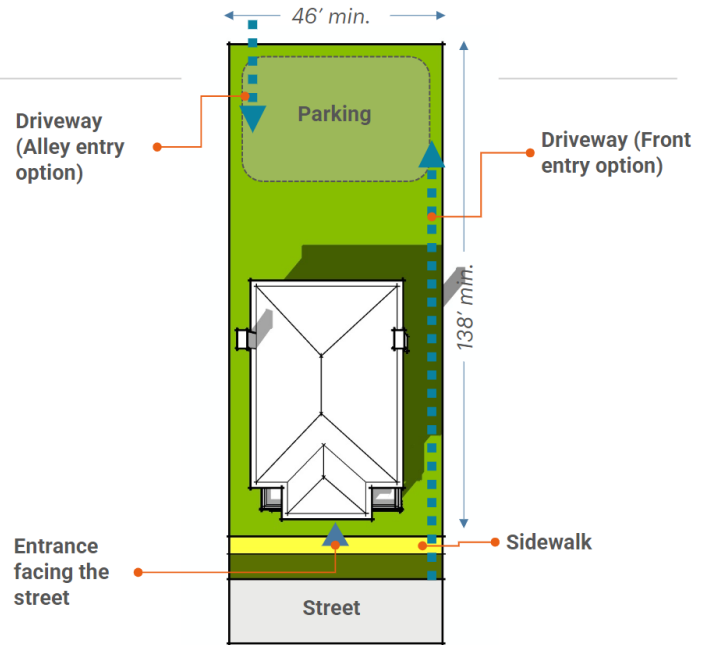 46’ min.
Parking
Driveway
(Alley entry
option)
Driveway (Front
entry option)
138’ min.
Entrance
facing the
street
Sidewalk
Street